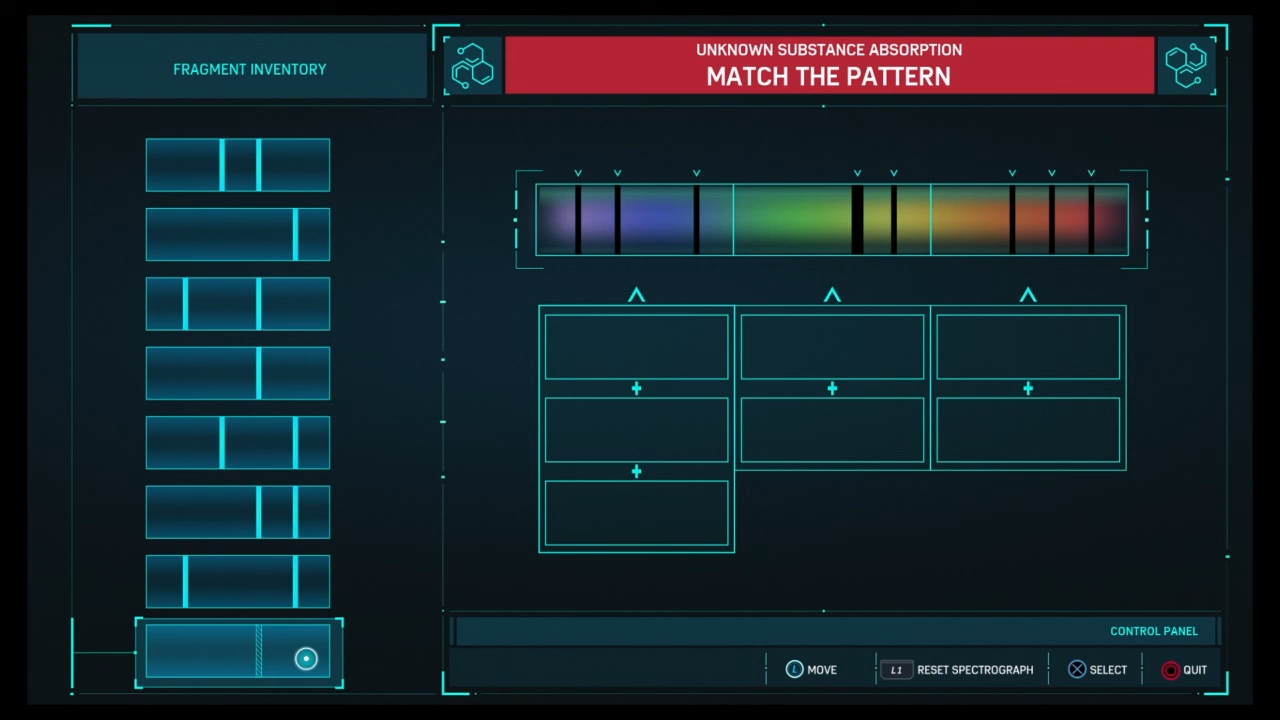 FRAGMENT INVENTORY
UNKNOWN SUBSTANCE ABSORPTION
MATCH THE PATTERN
CONTROL PANEL
L MOVE
L1 RESET SPECTROGRAPH
SELECT
QUIT